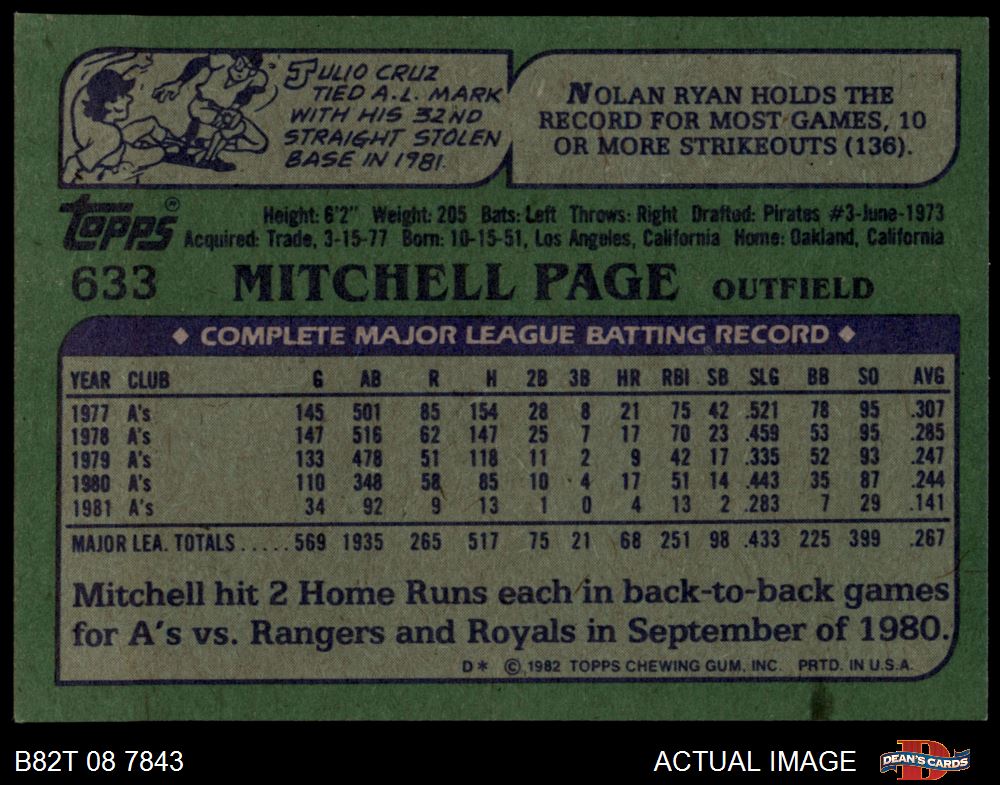 JULIO CRUZ
TIED A.L. MARK
WITH HIS 32ND
STRAIGHT STOLEN
BASE IN 1981.
NOLAN RYAN HOLDS THE
RECORD FOR MOST GAMES, 10
OR MORE STRIKEOUTS (136).
Topps®
Height: 6'2" Weight: 205 Bats: Left Throws: Right Drafted: Pirates #3-June-1973
Acquired: Trade, 3-15-77 Born: 10-15-51, Los Angeles, California Home: Oakland, California
633 MITCHELL PAGE OUTFIELD
◆ COMPLETE MAJOR LEAGUE BATTING RECORD ◆
YEAR CLUB G AB R H 2B 3B HR RBI SB SLG BB SO AVG
1977 A's 145 501 85 154 28 8 21 75 42 .521 78 95 .307
1978 A's 147 516 62 147 25 7 17 70 23 .459 53 95 .285
1979 A's 133 478 51 118 11 2 9 42 17 .335 52 93 .247
1980 A's 110 348 58 85 10 4 17 51 14 .443 35 87 .244
1981 A's 34 92 9 13 1 0 4 13 2 .283 7 29 .141
MAJOR LEA. TOTALS.....569 1935 265 517 75 21 68 251 98 .433 225 399 .267
Mitchell hit 2 Home Runs each in back-to-back games
for A's vs. Rangers and Royals in September of 1980.
D* © 1982 TOPPS CHEWING GUM, INC. PRTD. IN U.S.A.
B82T 08 7843
ACTUAL IMAGE
D
DEAN'S CARDS